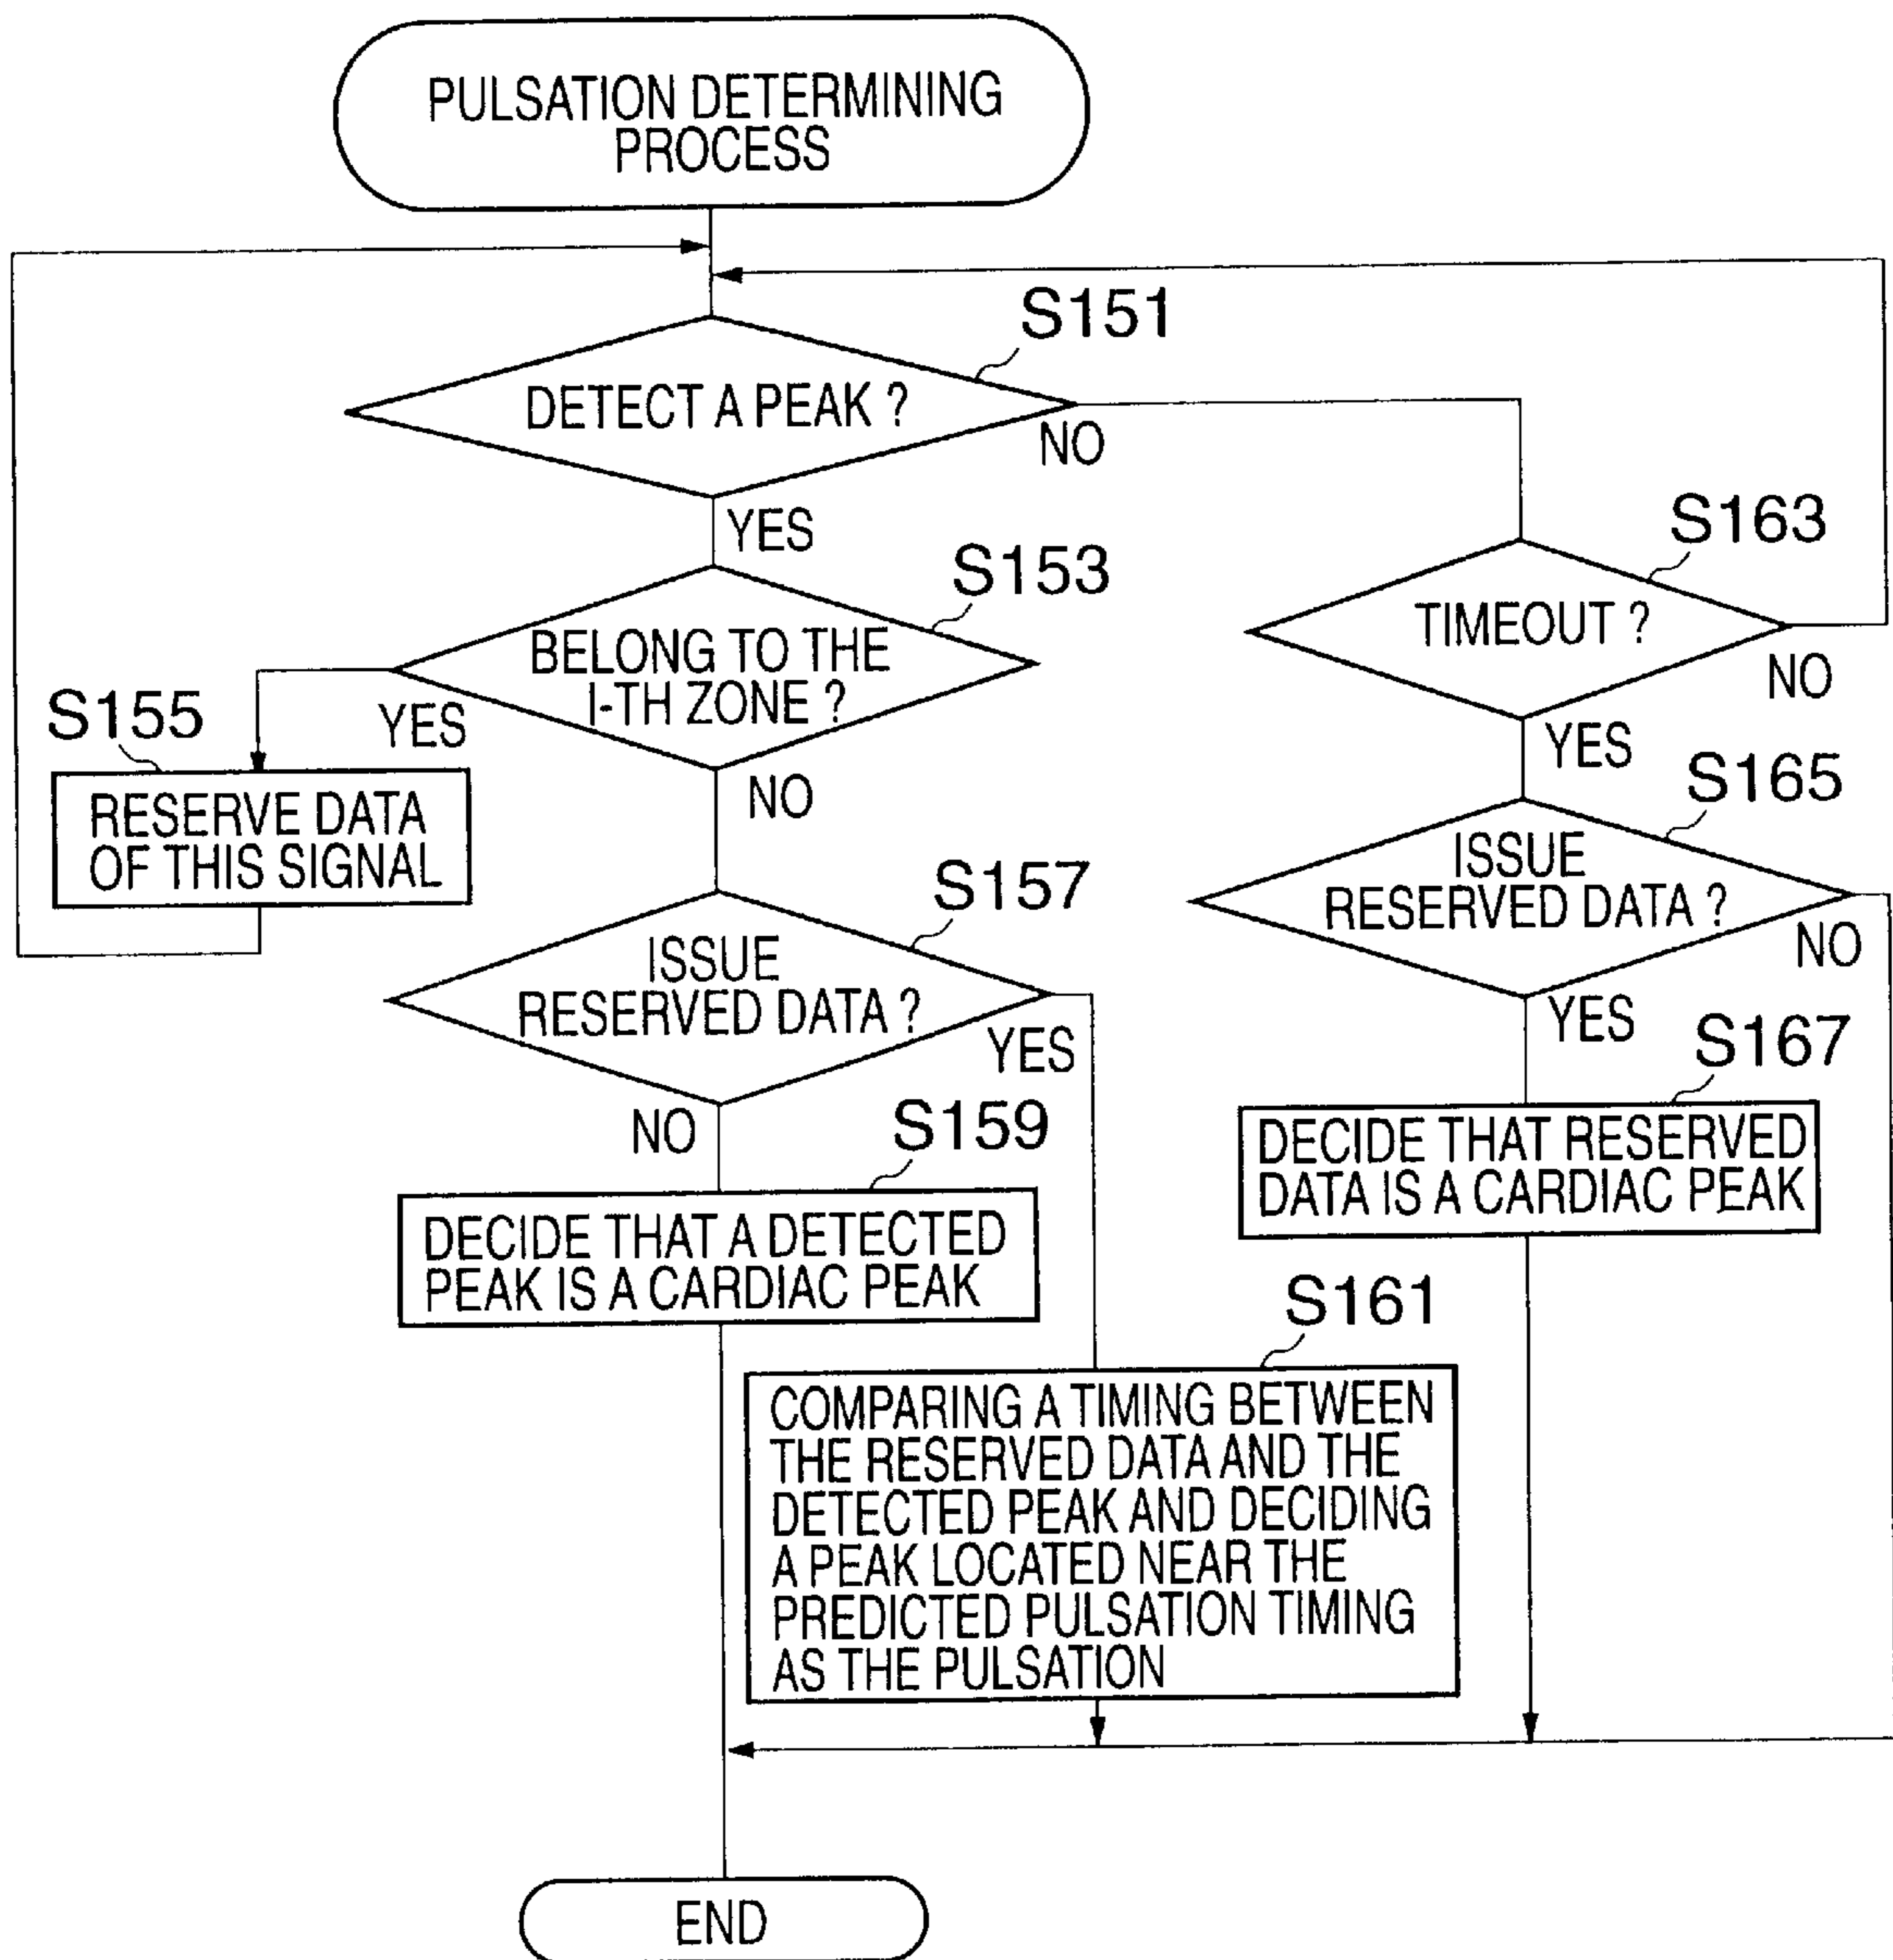 PULSATION DETERMINING
PROCESS
S151
DETECT A PEAK ?
NO
YES
S163
TIMEOUT ?
NO
YES
S153
BELONG TO THE
I-TH ZONE ?
YES
NO
S155
RESERVE DATA
OF THIS SIGNAL
S165
ISSUE
RESERVED DATA ?
NO
YES
S157
ISSUE
RESERVED DATA ?
YES
NO
S167
DECIDE THAT RESERVED
DATA IS A CARDIAC PEAK
S159
DECIDE THAT A DETECTED
PEAK IS A CARDIAC PEAK
S161
COMPARING A TIMING BETWEEN
THE RESERVED DATA AND THE
DETECTED PEAK AND DECIDING
A PEAK LOCATED NEAR THE
PREDICTED PULSATION TIMING
AS THE PULSATION
END